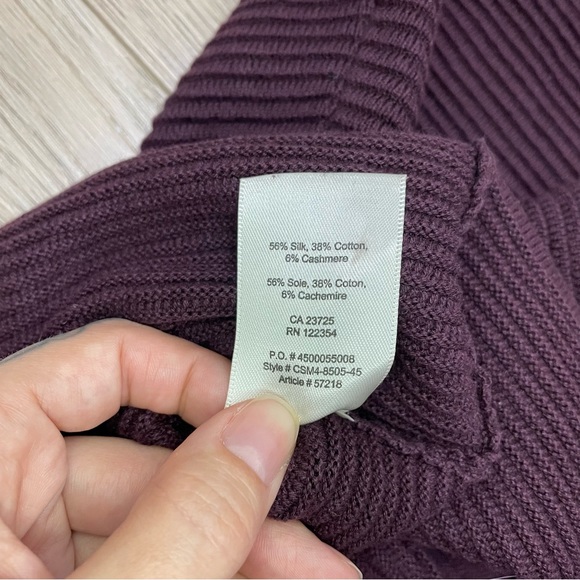 56% Silk, 38% Cotton,
6% Cashmere
56% Soie, 38% Coton,
6% Cachemire
CA 23725
RN 122354
P.O. # 4500055008
Style # CSM4-8505-45
Article # 57218